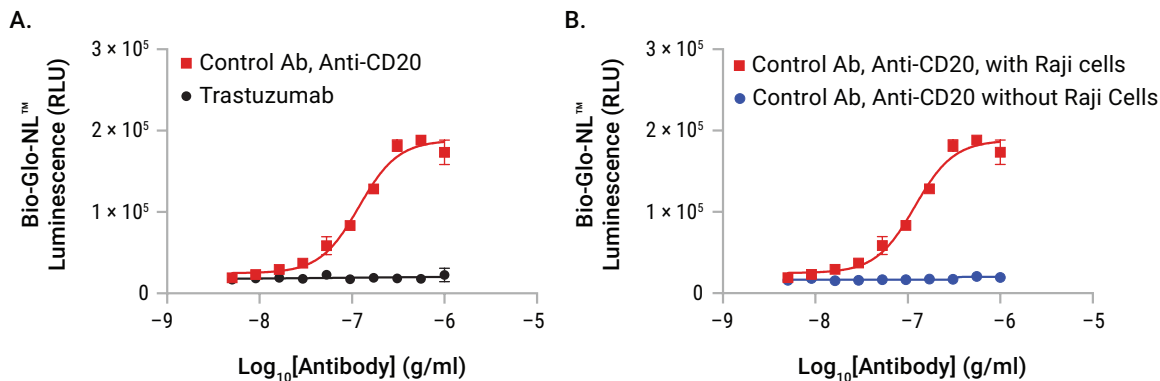 A.
Bio-Glo-NL™
Luminescence (RLU)
3 × 10⁵
2 × 10⁵
1 × 10⁵
0
Control Ab, Anti-CD20
Trastuzumab
−9
−8
−7
−6
−5
Log₁₀[Antibody] (g/ml)
B.
Bio-Glo-NL™
Luminescence (RLU)
3 × 10⁵
2 × 10⁵
1 × 10⁵
0
Control Ab, Anti-CD20, with Raji cells
Control Ab, Anti-CD20 without Raji Cells
−9
−8
−7
−6
−5
Log₁₀[Antibody] (g/ml)